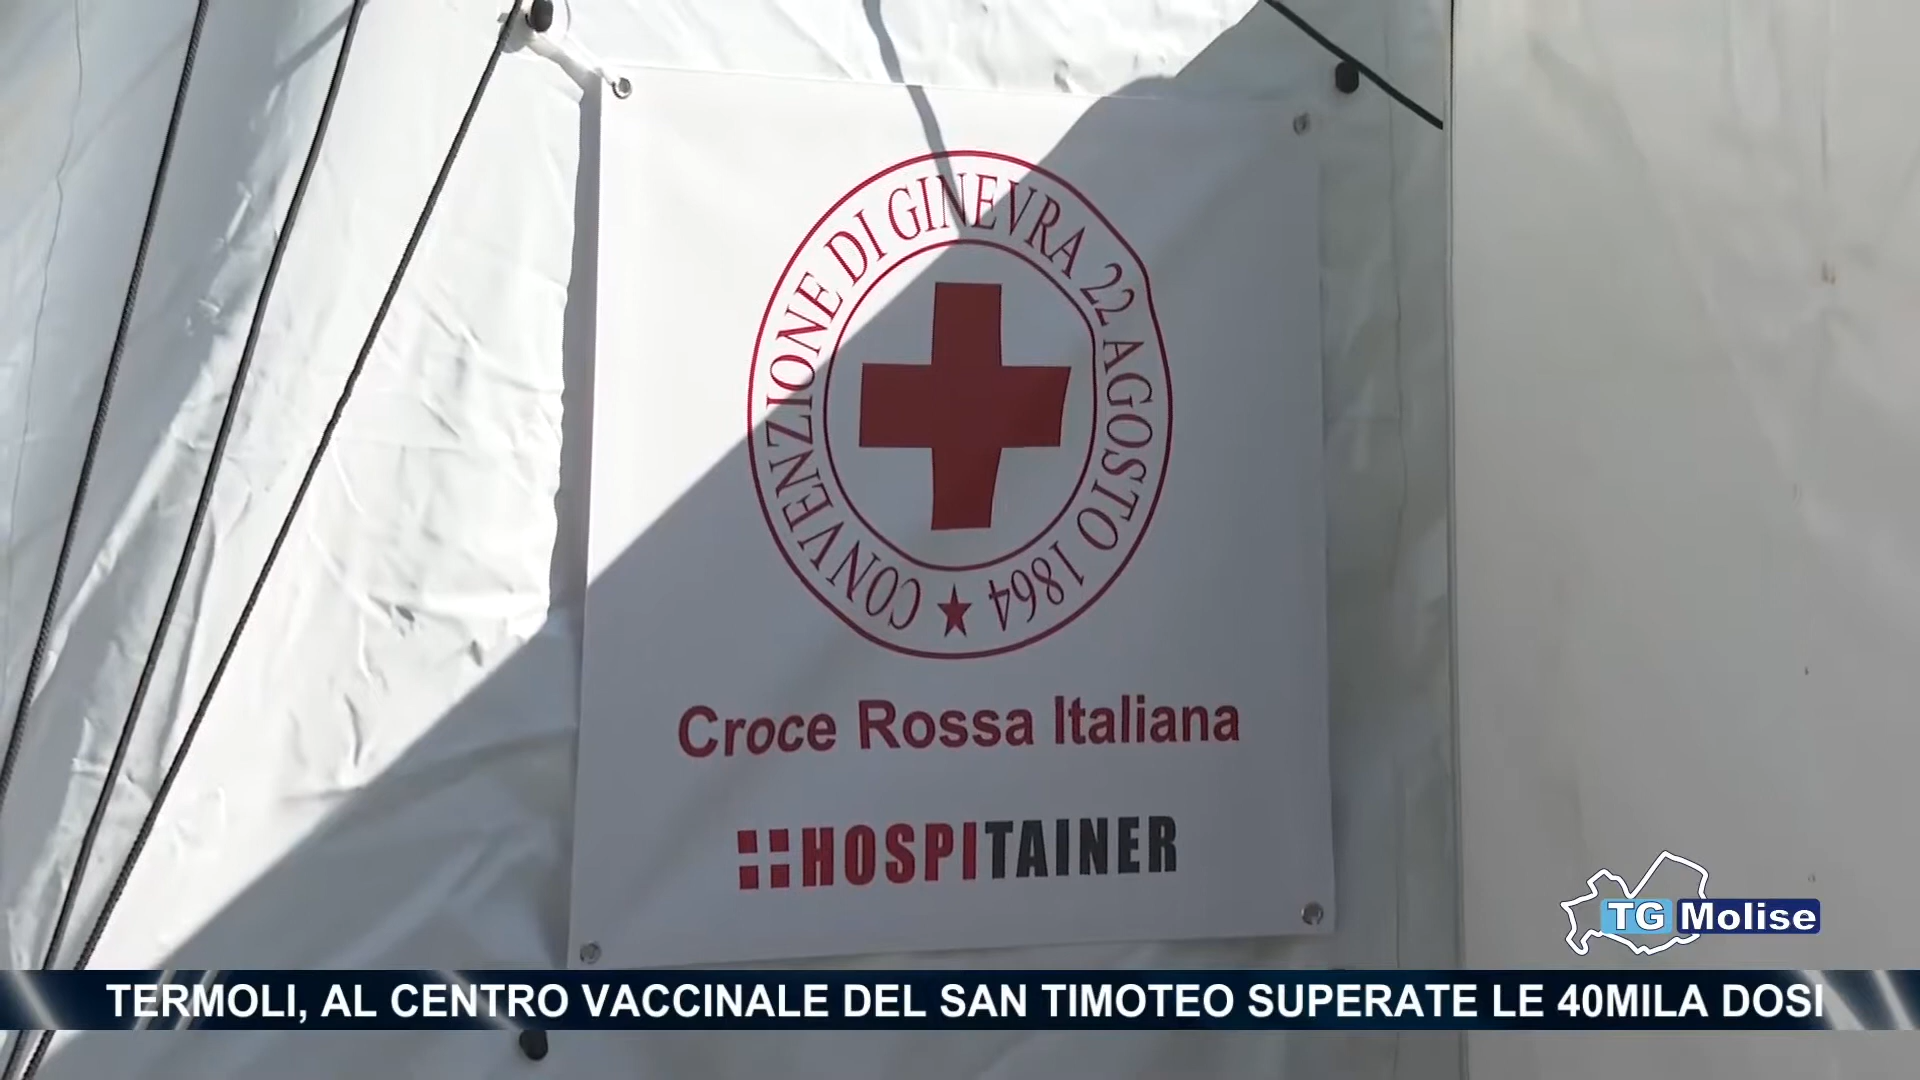 CONVENZIONE DI GINEVRA 22 AGOSTO 1864
Croce Rossa Italiana
HOSPITAINER
TG Molise
TERMOLI, AL CENTRO VACCINALE DEL SAN TIMOTEO SUPERATE LE 40MILA DOSI